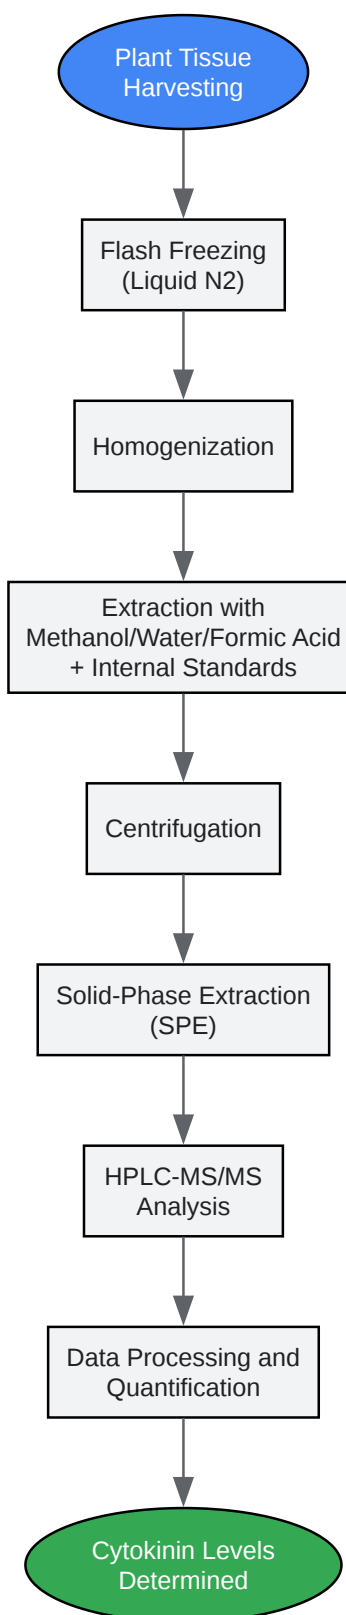 Plant Tissue
Harvesting
Flash Freezing
(Liquid N2)
Homogenization
Extraction with
Methanol/Water/Formic Acid
+ Internal Standards
Centrifugation
Solid-Phase Extraction
(SPE)
HPLC-MS/MS
Analysis
Data Processing and
Quantification
Cytokinin Levels
Determined